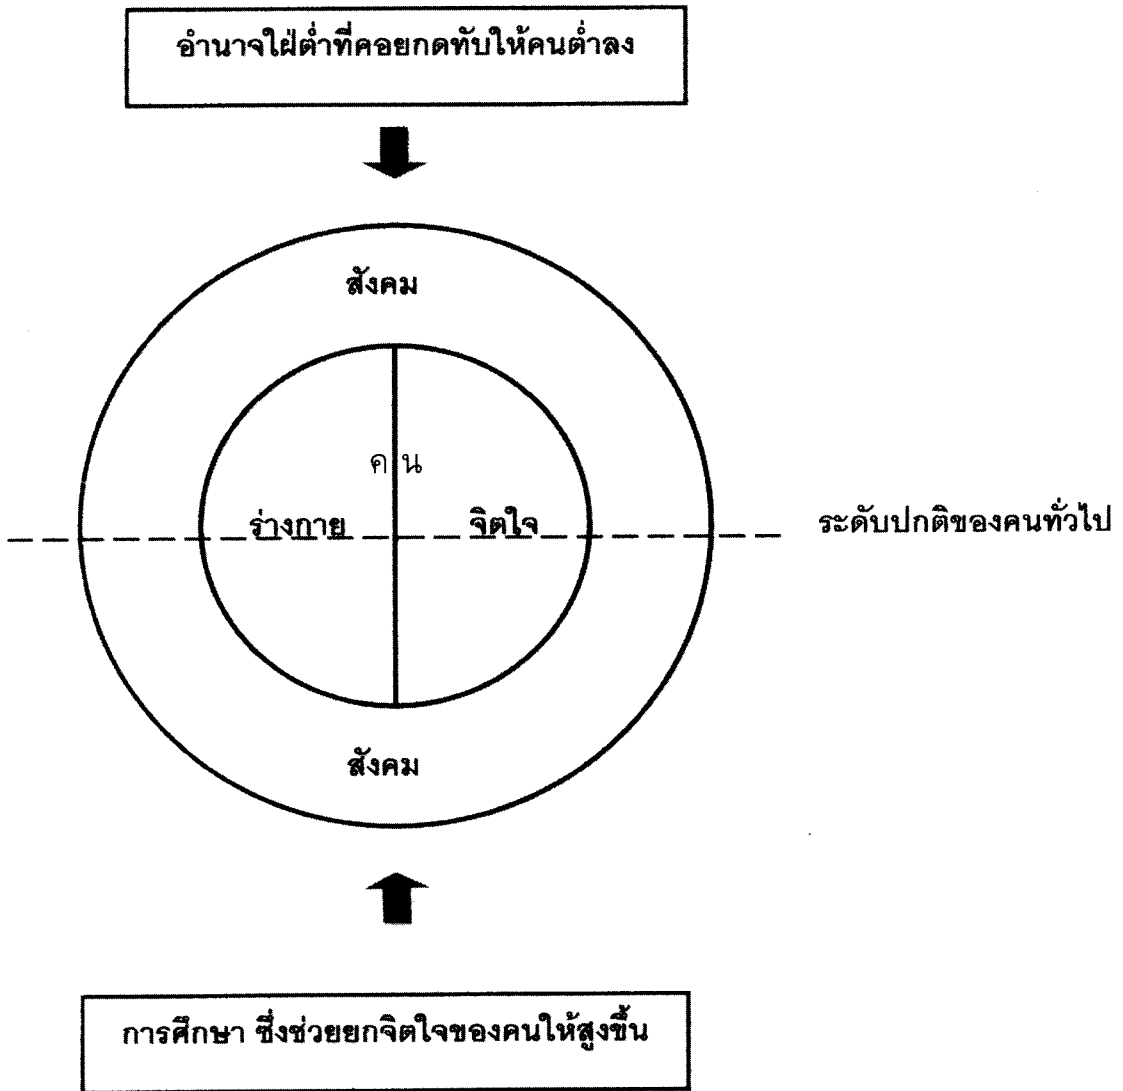 อำนาจใฝ่ต่ำที่คอยกดทับให้คนต่ำลง
สังคม
คน
ร่างกาย
จิตใจ
ระดับปกติของคนทั่วไป
สังคม
การศึกษา ซึ่งช่วยยกจิตใจของคนให้สูงขึ้น